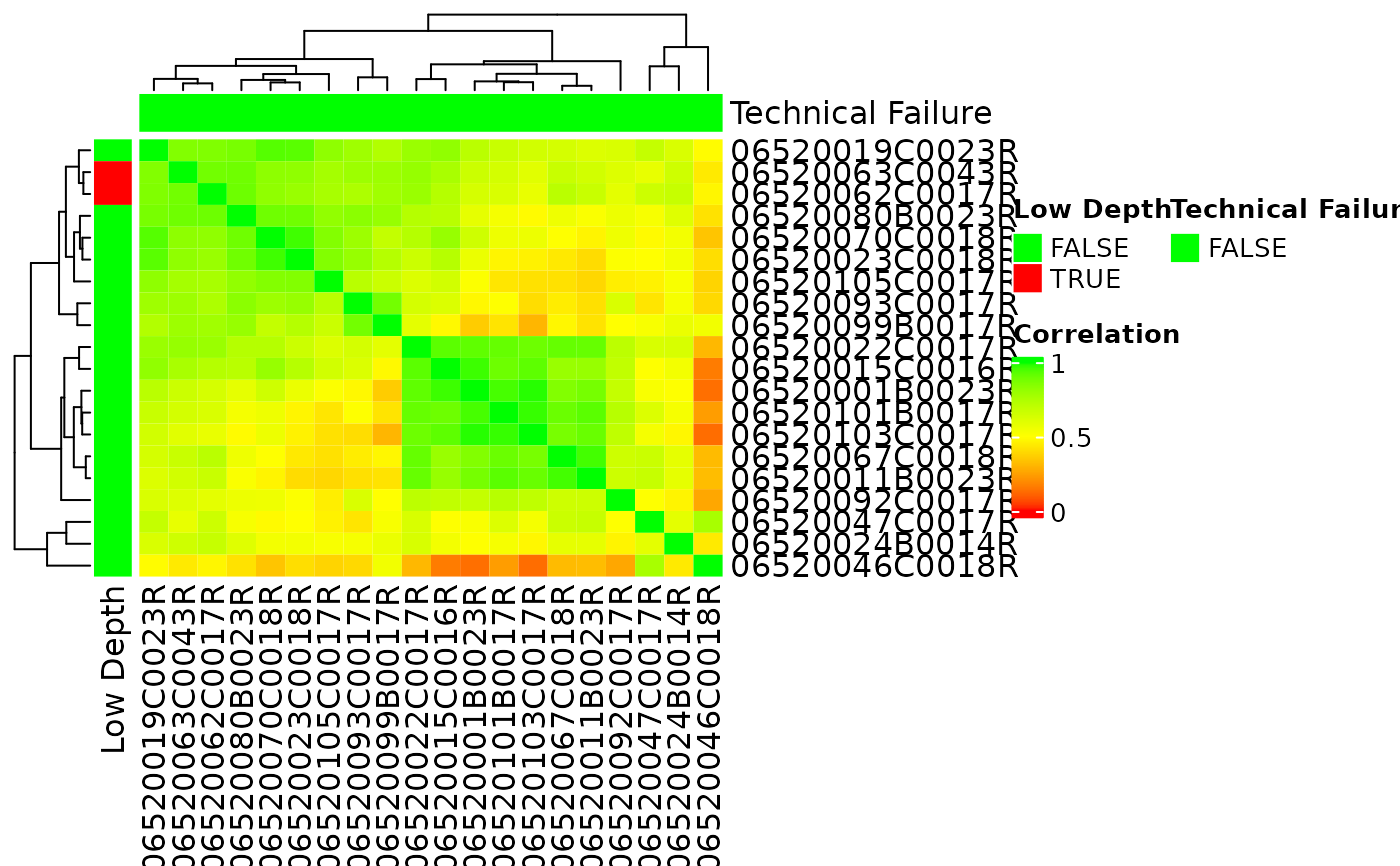 Technical Failure
06520019C0023R
06520063C0043R
06520062C0017R
06520080B0023R
06520070C0018R
06520023C0018R
06520105C0017R
06520093C0017R
06520099B0017R
06520022C0017R
06520015C0016R
06520001B0023R
06520101B0017R
06520103C0017R
06520067C0018R
06520011B0023R
06520092C0017R
06520047C0017R
06520024B0014R
06520046C0018R
Low Depth
06520019C0023R
06520063C0043R
06520062C0017R
06520080B0023R
06520070C0018R
06520023C0018R
06520105C0017R
06520093C0017R
06520099B0017R
06520022C0017R
06520015C0016R
06520001B0023R
06520101B0017R
06520103C0017R
06520067C0018R
06520011B0023R
06520092C0017R
06520047C0017R
06520024B0014R
06520046C0018R
Low Depth
FALSE
TRUE
Technical Failur
FALSE
Correlation
1
0.5
0